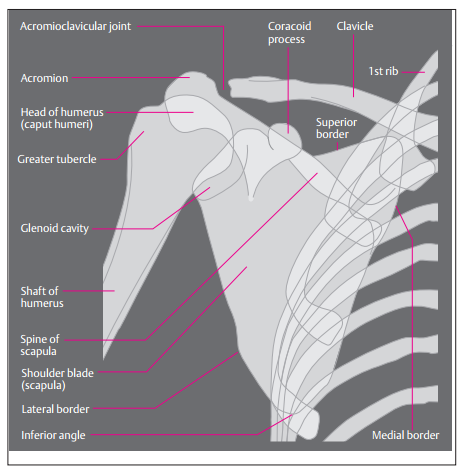 Acromioclavicular joint
Coracoid
process
Clavicle
Acromion
1st rib
Head of humerus
(caput humeri)
Superior
border
Greater tubercle
Glenoid cavity
Shaft of
humerus
Spine of
scapula
Shoulder blade
(scapula)
Lateral border
Inferior angle
Medial border